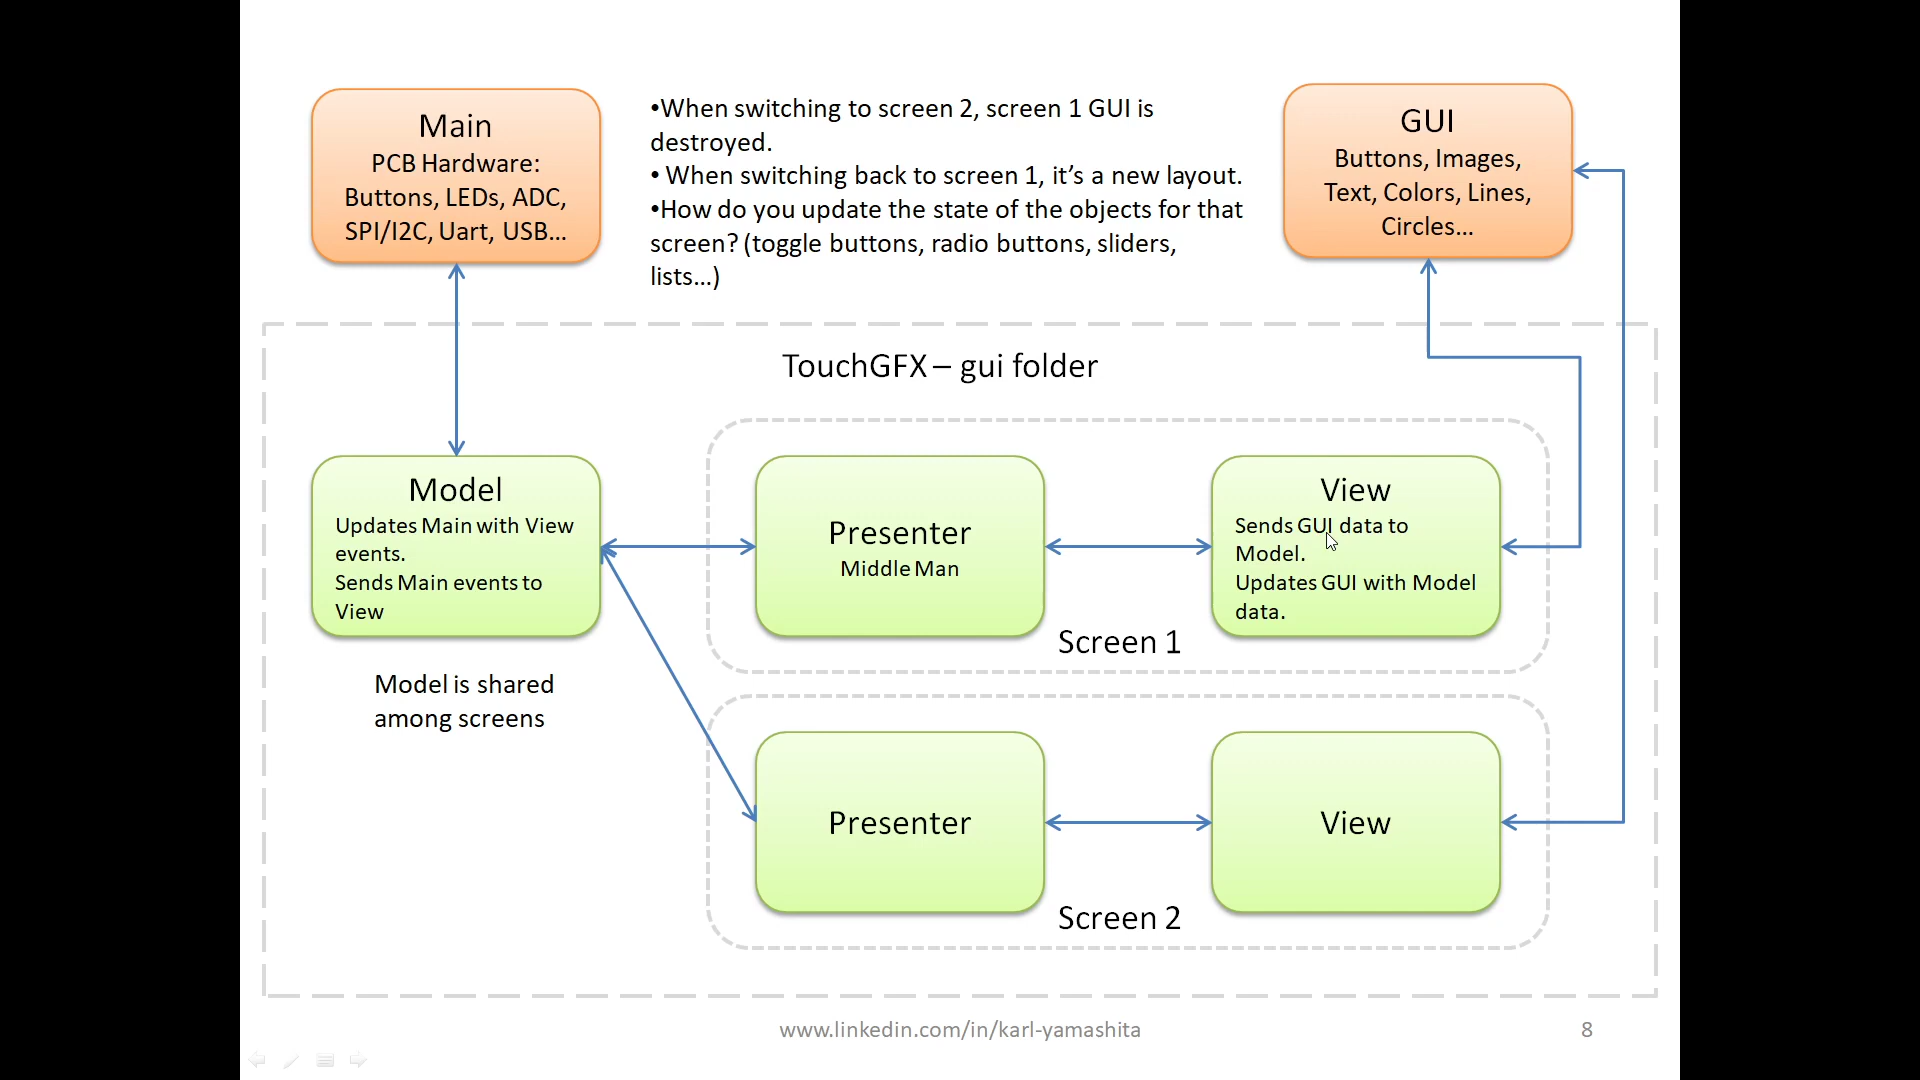 Main
PCB Hardware:
Buttons, LEDs, ADC,
SPI/I2C, Uart, USB…
•When switching to screen 2, screen 1 GUI is
destroyed.
• When switching back to screen 1, it’s a new layout.
•How do you update the state of the objects for that
screen? (toggle buttons, radio buttons, sliders,
lists…)
GUI
Buttons, Images,
Text, Colors, Lines,
Circles…
TouchGFX – gui folder
Model
Updates Main with View
events.
Sends Main events to
View
Model is shared
among screens
Presenter
Middle Man
View
Sends GUI data to
Model.
Updates GUI with Model
data.
Screen 1
Presenter
View
Screen 2
www.linkedin.com/in/karl-yamashita
8